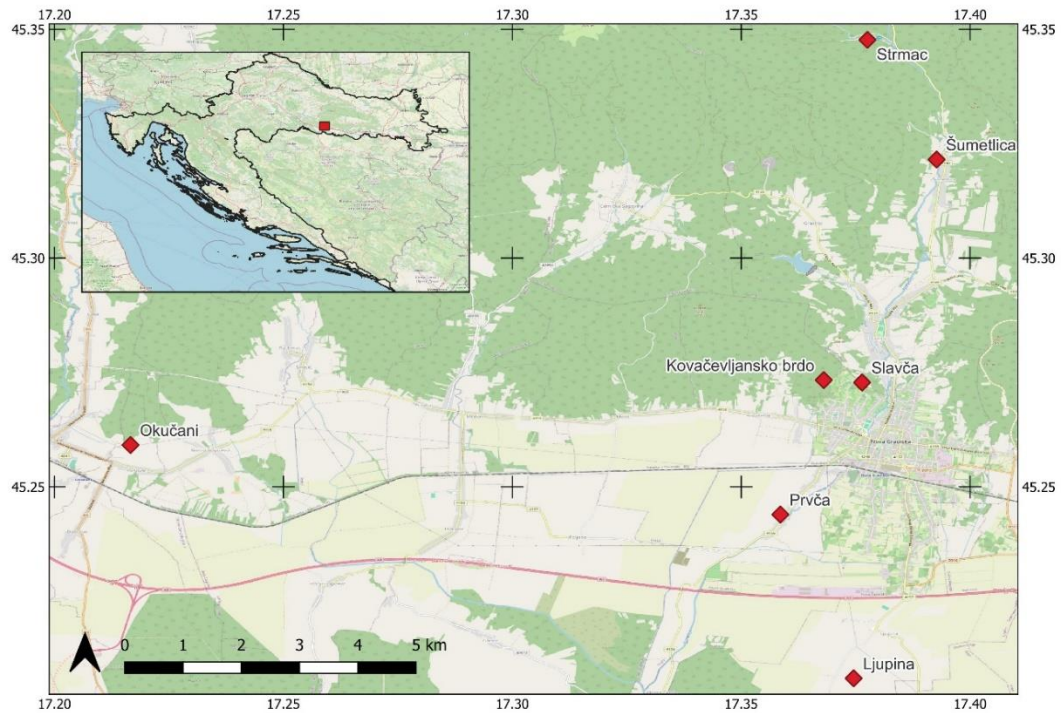 17.20 17.25 17.30 17.35 17.40
45.35 45.35
Strmac
Šumetlica
45.30 45.30
Kovačevljansko brdo
Slavča
Okučani
Nova Gradiška
45.25 45.25
Prvča
0 1 2 3 4 5 km
Ljupina
17.20 17.25 17.30 17.35 17.40